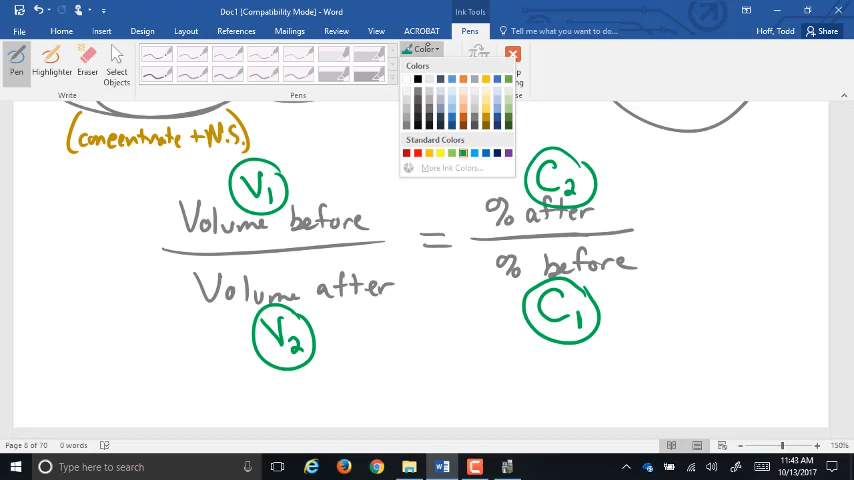 Doc1 [Compatibility Mode] - Word
Ink Tools
Hoff, Todd
Share
File
Home
Insert
Design
Layout
References
Mailings
Review
View
ACROBAT
Pens
Tell me what you want to do...
Pen
Highlighter
Eraser
Select
Objects
Write
Pens
Color
Colors
Standard Colors
More Ink Colors...
(concentrate + N.S.)
V1
C2
Volume before
% after
=
Volume after
% before
V2
C1
Page 8 of 70
0 words
150%
Type here to search
11:43 AM
10/13/2017